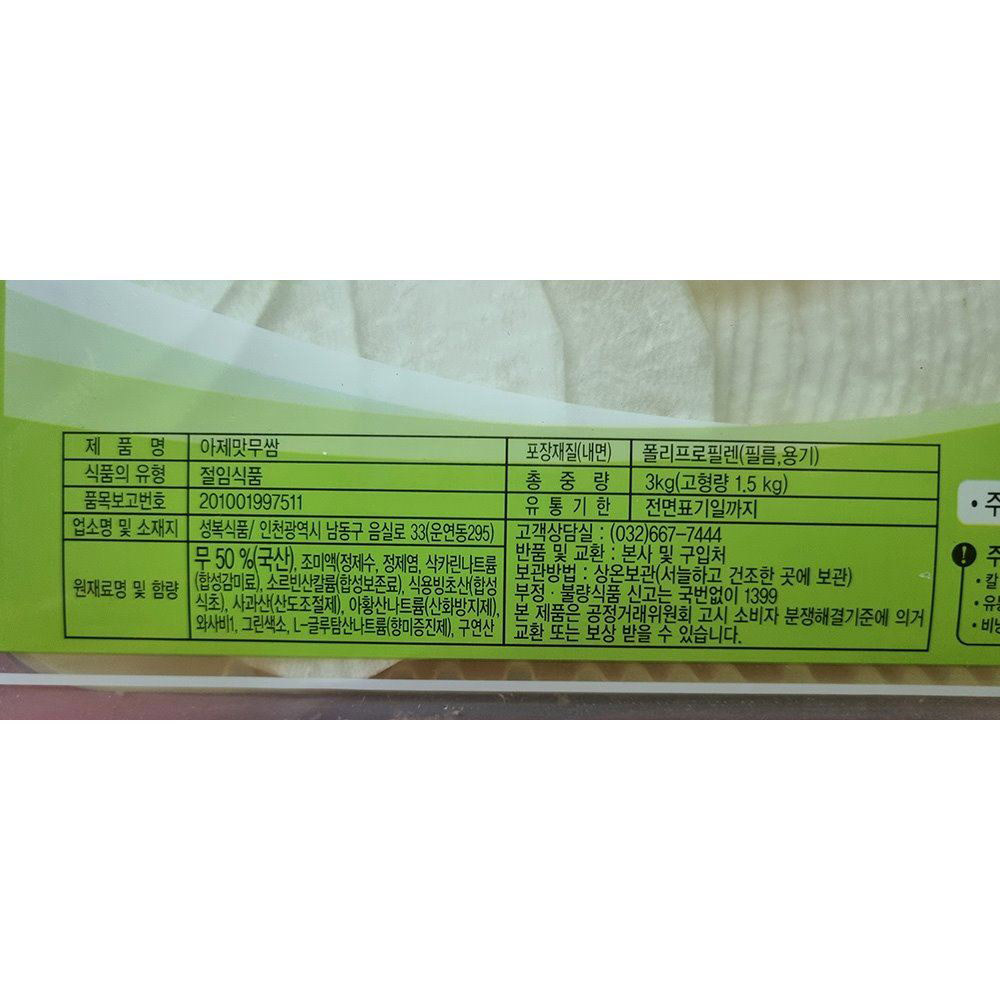 제 품 명 아제맛무쌈
식품의 유형 절임식품
품목보고번호 201001997511
업소명 및 소재지 성복식품/ 인천광역시 남동구 음실로 33(운연동295)
원재료명 및 함량
무 50 %(국산), 조미액(정제수, 정제염, 삭카린나트륨
(합성감미료), 소르빈산칼륨(합성보존료), 식용빙초산(합성
식초), 사과산(산도조절제), 아황산나트륨(산화방지제),
와사비1, 그린색소, L-글루탐산나트륨(향미증진제), 구연산
포장재질(내면) 폴리프로필렌(필름,용기)
총 중 량 3kg(고형량 1.5 kg)
유 통 기 한 전면표기일까지
고객상담실 : (032)667-7444
반품 및 교환 : 본사 및 구입처
보관방법 : 상온보관(서늘하고 건조한 곳에 보관)
부정·불량식품 신고는 국번없이 1399
본 제품은 공정거래위원회 고시 소비자 분쟁해결기준에 의거
교환 또는 보상 받을 수 있습니다.
• 주
주
• 칼
• 유
• 비